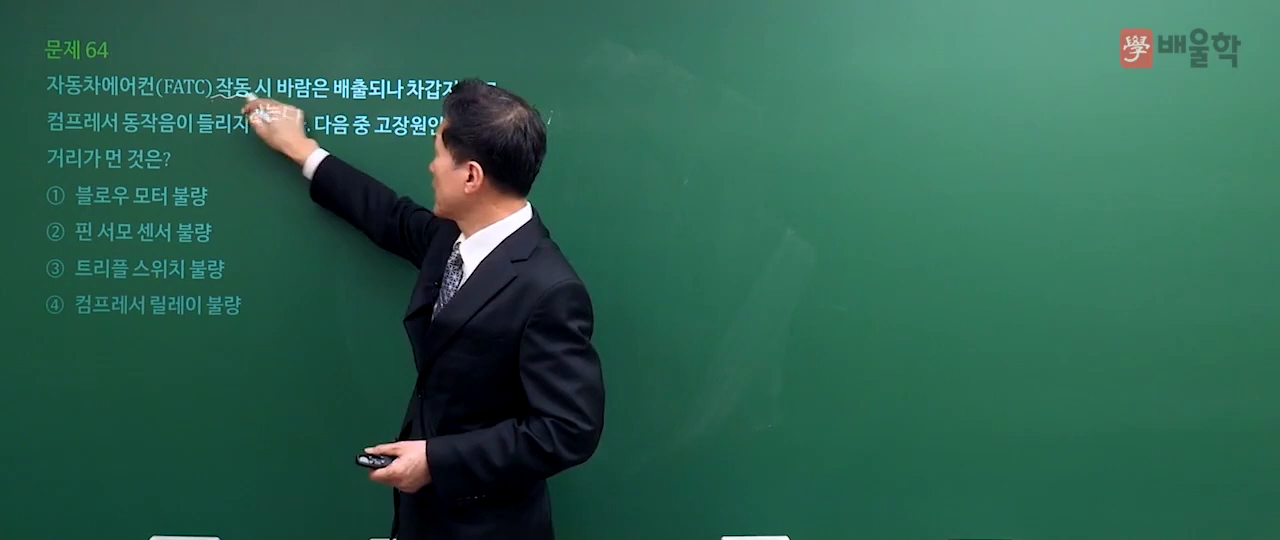 學 배울학
문제 64
자동차에어컨(FATC) 작동 시 바람은 배출되나 차갑지
컴프레서 동작음이 들리지 다음 중 고장원인
거리가 먼 것은?
① 블로우 모터 불량
② 핀 서모 센서 불량
③ 트리플 스위치 불량
④ 컴프레서 릴레이 불량